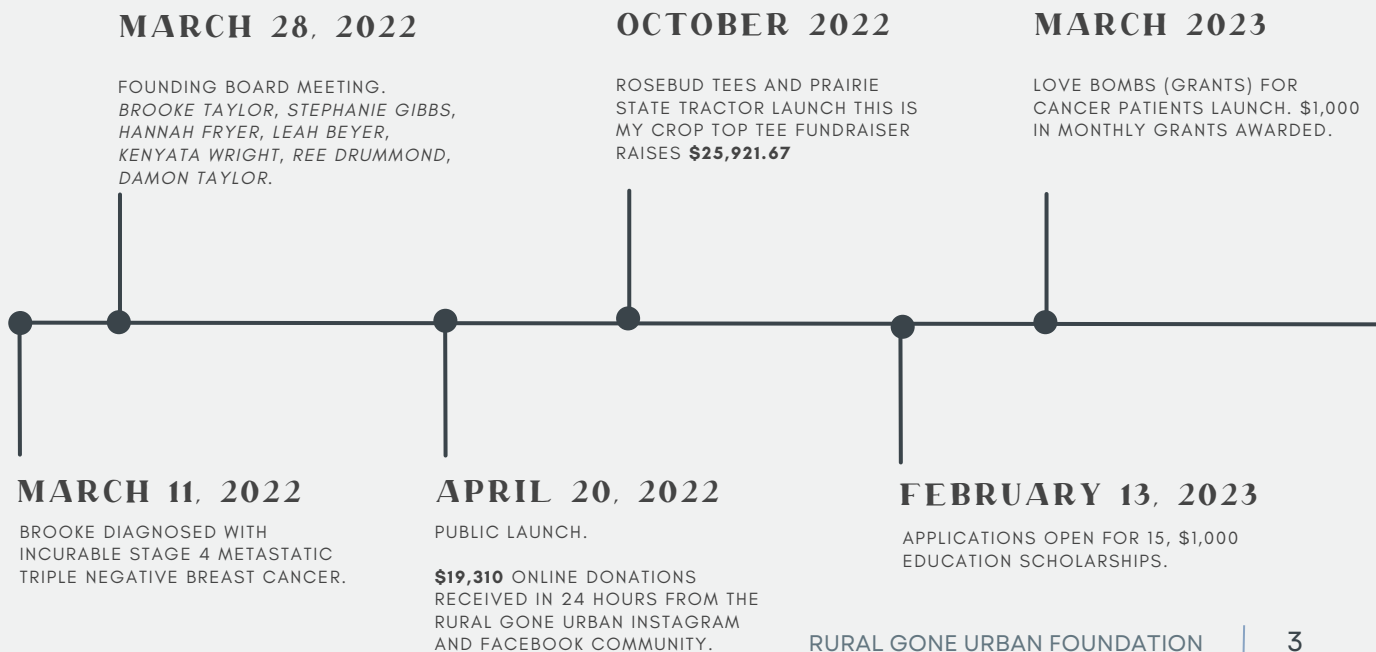 MARCH 28, 2022
FOUNDING BOARD MEETING.
BROOKE TAYLOR, STEPHANIE GIBBS,
HANNAH FRYER, LEAH BEYER,
KENYATA WRIGHT, REE DRUMMOND,
DAMON TAYLOR.
OCTOBER 2022
ROSEBUD TEES AND PRAIRIE
STATE TRACTOR LAUNCH THIS IS
MY CROP TOP TEE FUNDRAISER
RAISES $25,921.67
MARCH 2023
LOVE BOMBS (GRANTS) FOR
CANCER PATIENTS LAUNCH. $1,000
IN MONTHLY GRANTS AWARDED.
MARCH 11, 2022
BROOKE DIAGNOSED WITH
INCURABLE STAGE 4 METASTATIC
TRIPLE NEGATIVE BREAST CANCER.
APRIL 20, 2022
PUBLIC LAUNCH.
$19,310 ONLINE DONATIONS
RECEIVED IN 24 HOURS FROM THE
RURAL GONE URBAN INSTAGRAM
AND FACEBOOK COMMUNITY.
FEBRUARY 13, 2023
APPLICATIONS OPEN FOR 15, $1,000
EDUCATION SCHOLARSHIPS.
RURAL GONE URBAN FOUNDATION
3